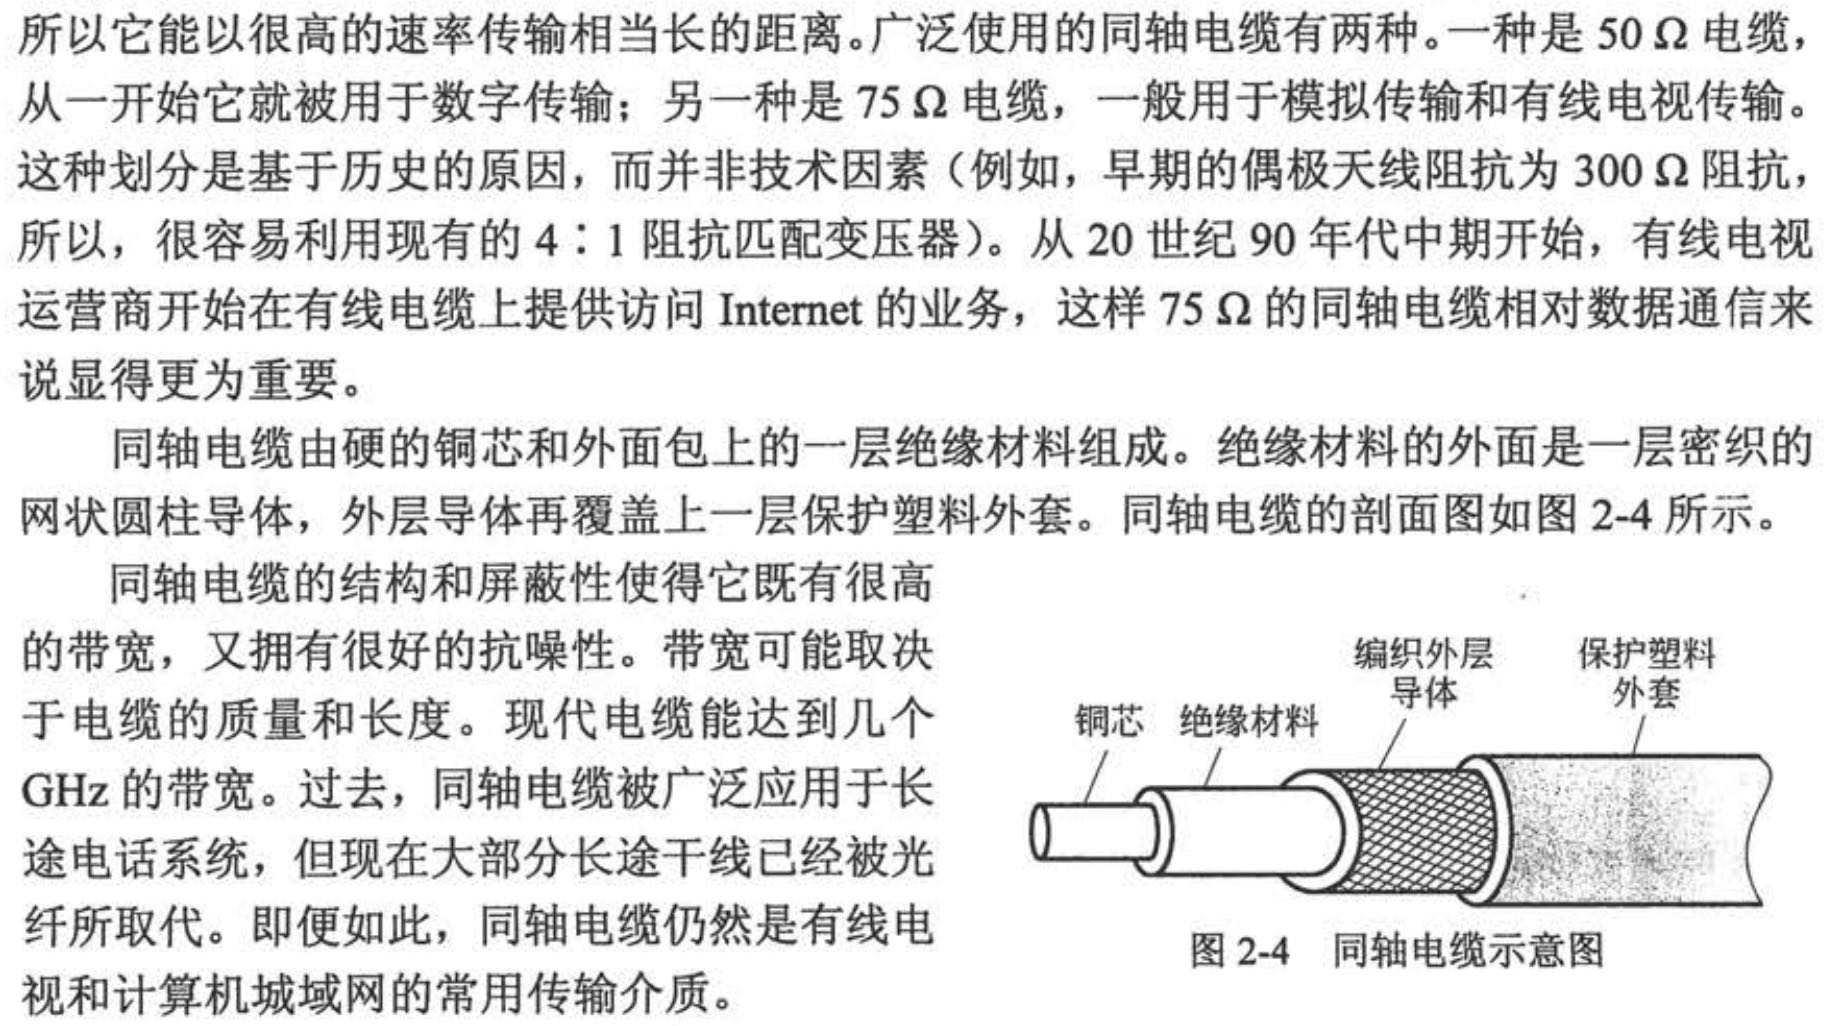 所以它能以很高的速率传输相当长的距离。广泛使用的同轴电缆有两种。一种是 50 Ω 电缆，
从一开始它就被用于数字传输；另一种是 75 Ω 电缆，一般用于模拟传输和有线电视传输。
这种划分是基于历史的原因，而并非技术因素（例如，早期的偶极天线阻抗为 300 Ω 阻抗，
所以，很容易利用现有的 4∶1 阻抗匹配变压器）。从 20 世纪 90 年代中期开始，有线电视
运营商开始在有线电缆上提供访问 Internet 的业务，这样 75 Ω 的同轴电缆相对数据通信来
说显得更为重要。
同轴电缆由硬的铜芯和外面包上的一层绝缘材料组成。绝缘材料的外面是一层密织的
网状圆柱导体，外层导体再覆盖上一层保护塑料外套。同轴电缆的剖面图如图 2-4 所示。
同轴电缆的结构和屏蔽性使得它既有很高
的带宽，又拥有很好的抗噪性。带宽可能取决
于电缆的质量和长度。现代电缆能达到几个
GHz 的带宽。过去，同轴电缆被广泛应用于长
途电话系统，但现在大部分长途干线已经被光
纤所取代。即便如此，同轴电缆仍然是有线电
视和计算机城域网的常用传输介质。
铜芯
绝缘材料
编织外层
导体
保护塑料
外套
图 2-4 同轴电缆示意图